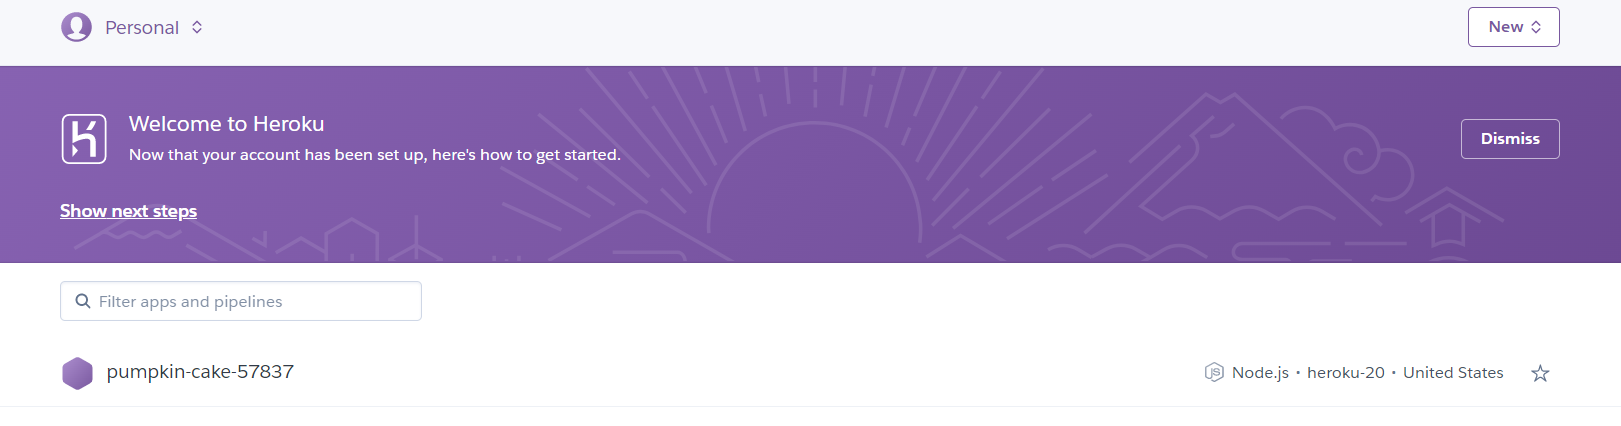 Personal
New
Welcome to Heroku
Now that your account has been set up, here's how to get started.
Dismiss
Show next steps
Filter apps and pipelines
pumpkin-cake-57837
Node.js • heroku-20 • United States